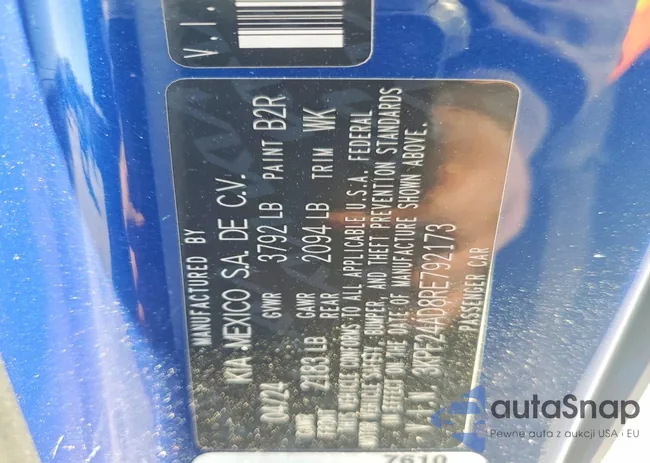 V. I.
MANUFACTURED BY
KIA MEXICO S.A. DE C.V.
04/24 GVWR 3792 LB PAINT B2R
GAWR 2183 LB GAWR REAR 2094 LB TRIM WK
THIS VEHICLE CONFORMS TO ALL APPLICABLE U.S.A. FEDERAL
MOTOR VEHICLE SAFETY, BUMPER, AND THEFT PREVENTION STANDARDS
IN EFFECT ON THE DATE OF MANUFACTURE SHOWN ABOVE.
V.I.N. 3KPF24AD8RE792173
PASSENGER CAR
7610
autaSnap
Pewne auta z aukcji USA i EU